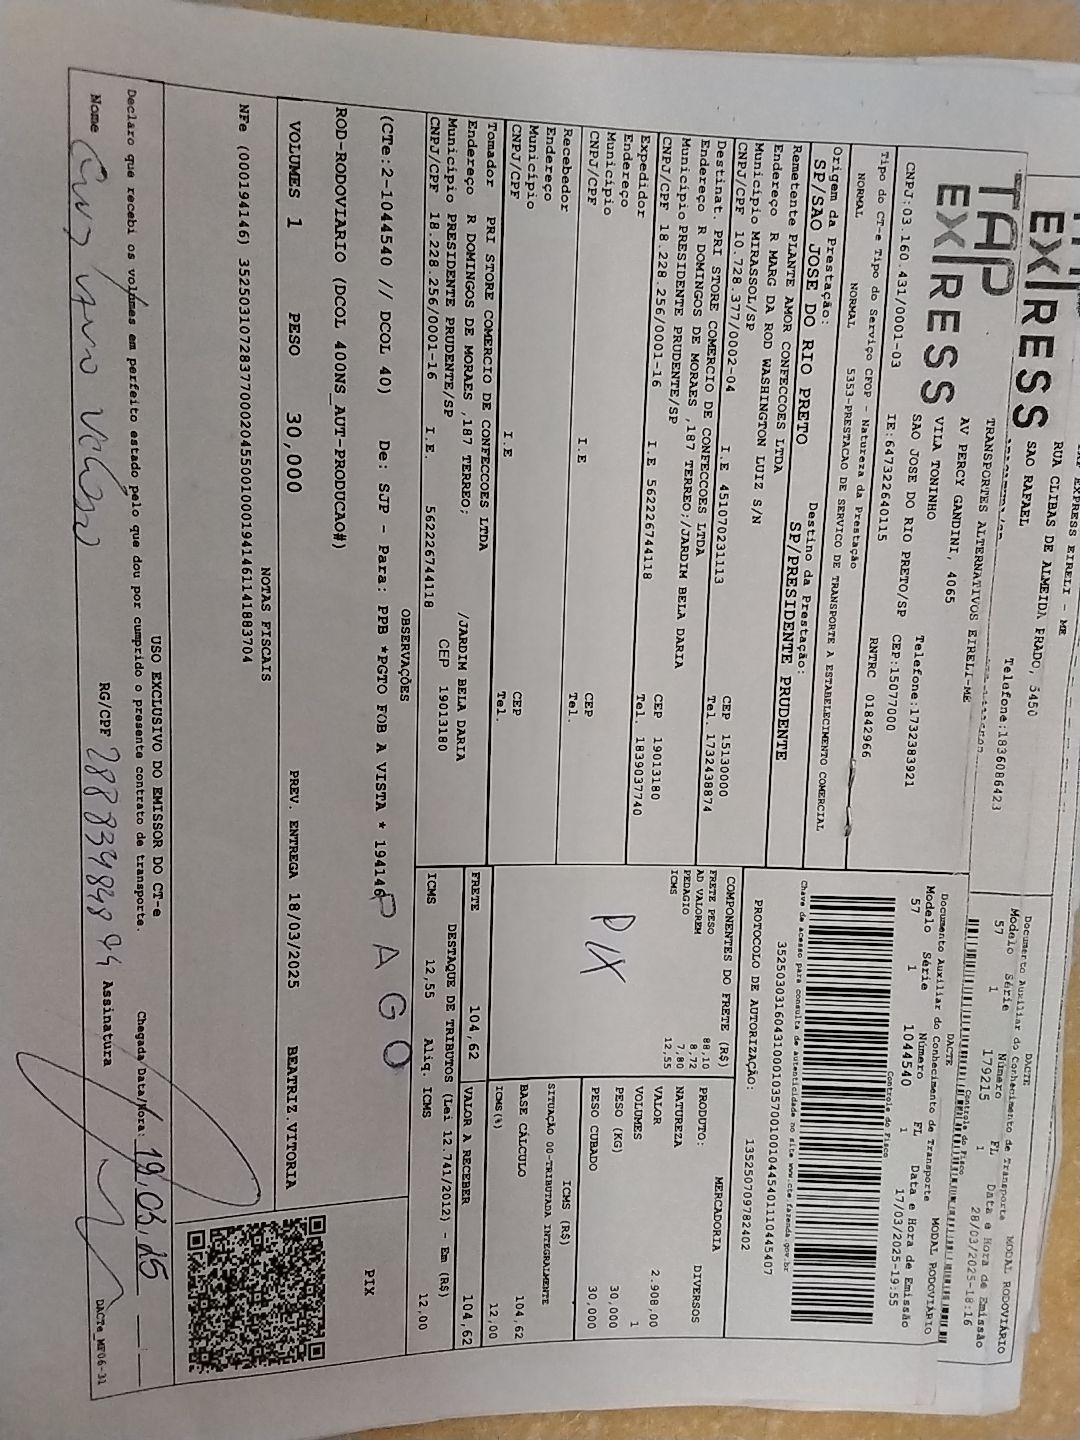 EXPRESS EIRELI - ME
RUA CLIBAS DE ALMEIDA PRADO, 5450
SAO RAFAEL
Telefone:1836086423
DACTE
Documento Auxiliar do Conhecimento de Transporte MODAL RODOVIÁRIO
Modelo Série Número FL Data e Hora de Emissão
57 1 179215 1 28/03/2025-18:16
Controle do Fisco
TAP
EXPRESS
TRANSPORTES ALTERNATIVOS EIRELI-ME
AV PERCY GANDINI, 4065
VILA TONINHO
SAO JOSE DO RIO PRETO/SP
Telefone:1732383921
CEP:15077000
CNPJ:03.160.431/0001-03 IE:647322640115 RNTRC 01842966
DACTE
Documento Auxiliar do Conhecimento de Transporte MODAL RODOVIÁRIO
Modelo Série Número FL Data e Hora de Emissão
57 1 1044540 1 17/03/2025-19:55
Controle do Fisco
Tipo do CT-e Tipo do Serviço CFOP - Natureza da Prestação
NORMAL NORMAL 5353-PRESTACAO DE SERVICO DE TRANSPORTE A ESTABELECIMENTO COMERCIAL
Chave de acesso para consulta de autenticidade no site www.cte.fazenda.gov.br
35250303160431000103570010010445401110445407
PROTOCOLO DE AUTORIZAÇÃO: 135250709782402
Origem da Prestação: Destino da Prestação:
SP/SAO JOSE DO RIO PRETO SP/PRESIDENTE PRUDENTE
Remetente PLANTE AMOR CONFECCOES LTDA
Endereço R MARG DA ROD WASHINGTON LUIZ S/N
Município MIRASSOL/SP CEP 15130000
CNPJ/CPF 10.728.377/0002-04 I.E 451070231113 Tel. 1732438874
Destinat. PRI STORE COMERCIO DE CONFECCOES LTDA
Endereço R DOMINGOS DE MORAES ,187 TERREO;/JARDIM BELA DARIA
Município PRESIDENTE PRUDENTE/SP CEP 19013180
CNPJ/CPF 18.228.256/0001-16 I.E 562226744118 Tel. 1839037740
Expedidor
Endereço
Município CEP
CNPJ/CPF I.E Tel.
Recebedor
Endereço
Município CEP
CNPJ/CPF I.E Tel.
Tomador PRI STORE COMERCIO DE CONFECCOES LTDA
Endereço R DOMINGOS DE MORAES ,187 TERREO; /JARDIM BELA DARIA
Município PRESIDENTE PRUDENTE/SP CEP 19013180
CNPJ/CPF 18.228.256/0001-16 I.E. 562226744118
COMPONENTES DO FRETE (R$)
FRETE PESO 88,10
AD VALOREM 8,72
PEDAGIO 7,80
ICMS 12,55
PIX
PRODUTO: MERCADORIA
NATUREZA DIVERSOS
VALOR 2.908,00
VOLUMES 1
PESO (KG) 30,000
PESO CUBADO 30,000
ICMS (R$)
SITUAÇÃO 00-TRIBUTADA INTEGRALMENTE
BASE CÁLCULO 104,62
ICMS(%) 12,00
FRETE 104,62 VALOR A RECEBER 104,62
DESTAQUE DE TRIBUTOS (Lei 12.741/2012) - Em (R$)
ICMS 12,55 Aliq. ICMS 12,00
OBSERVAÇÕES
(CTe:2-1044540 // DCOL 40) De: SJP - Para: PPB *PGTO FOB A VISTA * 194146
PAGO
PIX
ROD-RODOVIARIO (DCOL 400NS_AUT-PRODUCAO#)
VOLUMES 1 PESO 30,000 PREV. ENTREGA 18/03/2025 BEATRIZ.VITORIA
NOTAS FISCAIS
NFe (000194146) 35250310728377000204550010001941461141883704
USO EXCLUSIVO DO EMISSOR DO CT-e
Declaro que recebi os volumes em perfeito estado pelo que dou por cumprido o presente contrato de transporte. Chegada Data/Hora: 19.03.25
Nome RG/CPF 288834848 94 Assinatura
DACTe_MF06-31